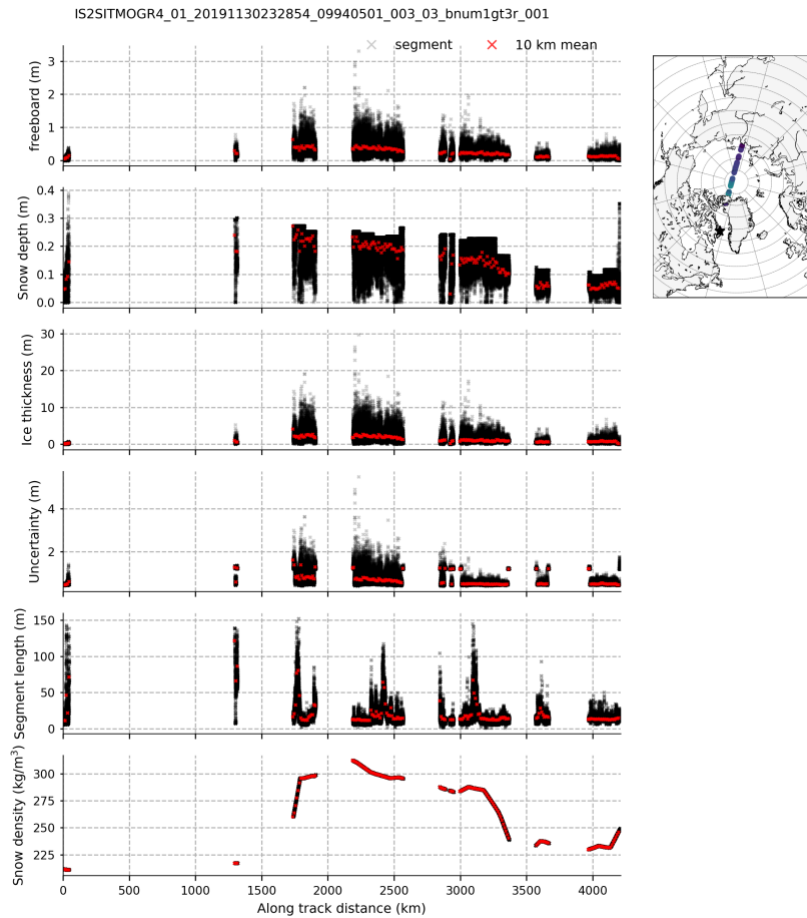 IS2SITMOGR4_01_20191130232854_09940501_003_03_bnum1gt3r_001
segment
10 km mean
freeboard (m)
3
2
1
0
Snow depth (m)
0.4
0.3
0.2
0.1
0.0
Ice thickness (m)
30
20
10
0
Uncertainty (m)
4
2
Segment length (m)
150
100
50
0
Snow density (kg/m³)
300
275
250
225
0 500 1000 1500 2000 2500 3000 3500 4000
Along track distance (km)